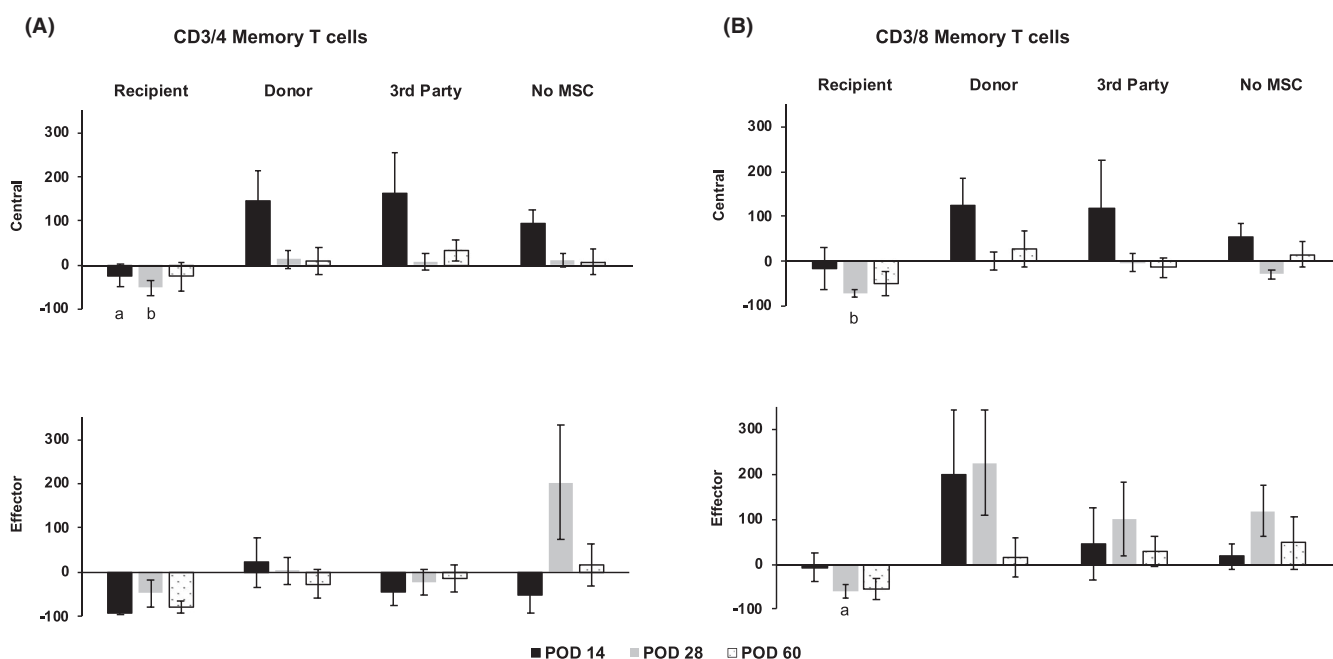 (A)
CD3/4 Memory T cells
Recipient Donor 3rd Party No MSC
Central
300
200
100
0
-100
a b
Effector
300
200
100
0
-100
(B)
CD3/8 Memory T cells
Recipient Donor 3rd Party No MSC
Central
300
200
100
0
-100
b
Effector
300
200
100
0
-100
a
POD 14 POD 28 POD 60